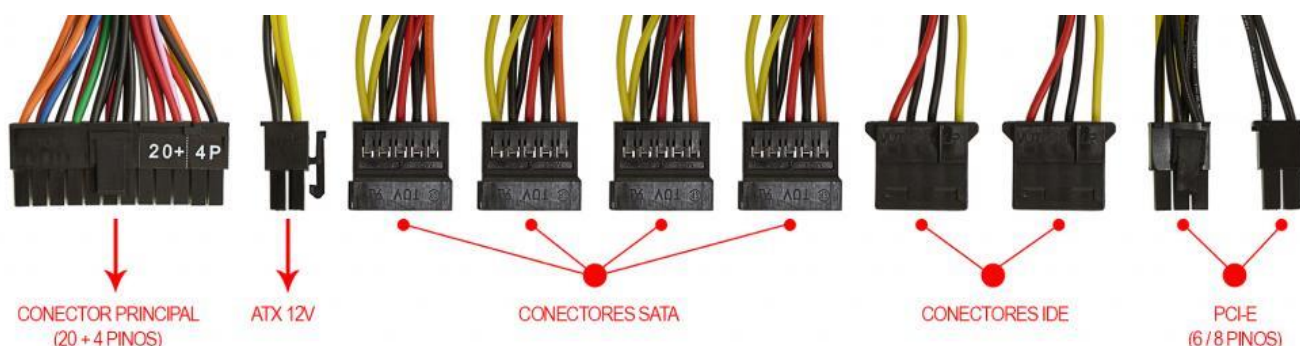 20+ 4P
CONECTOR PRINCIPAL
(20 + 4 PINOS)
ATX 12V
CONECTORES SATA
CONECTORES IDE
PCI-E
(6 / 8 PINOS)